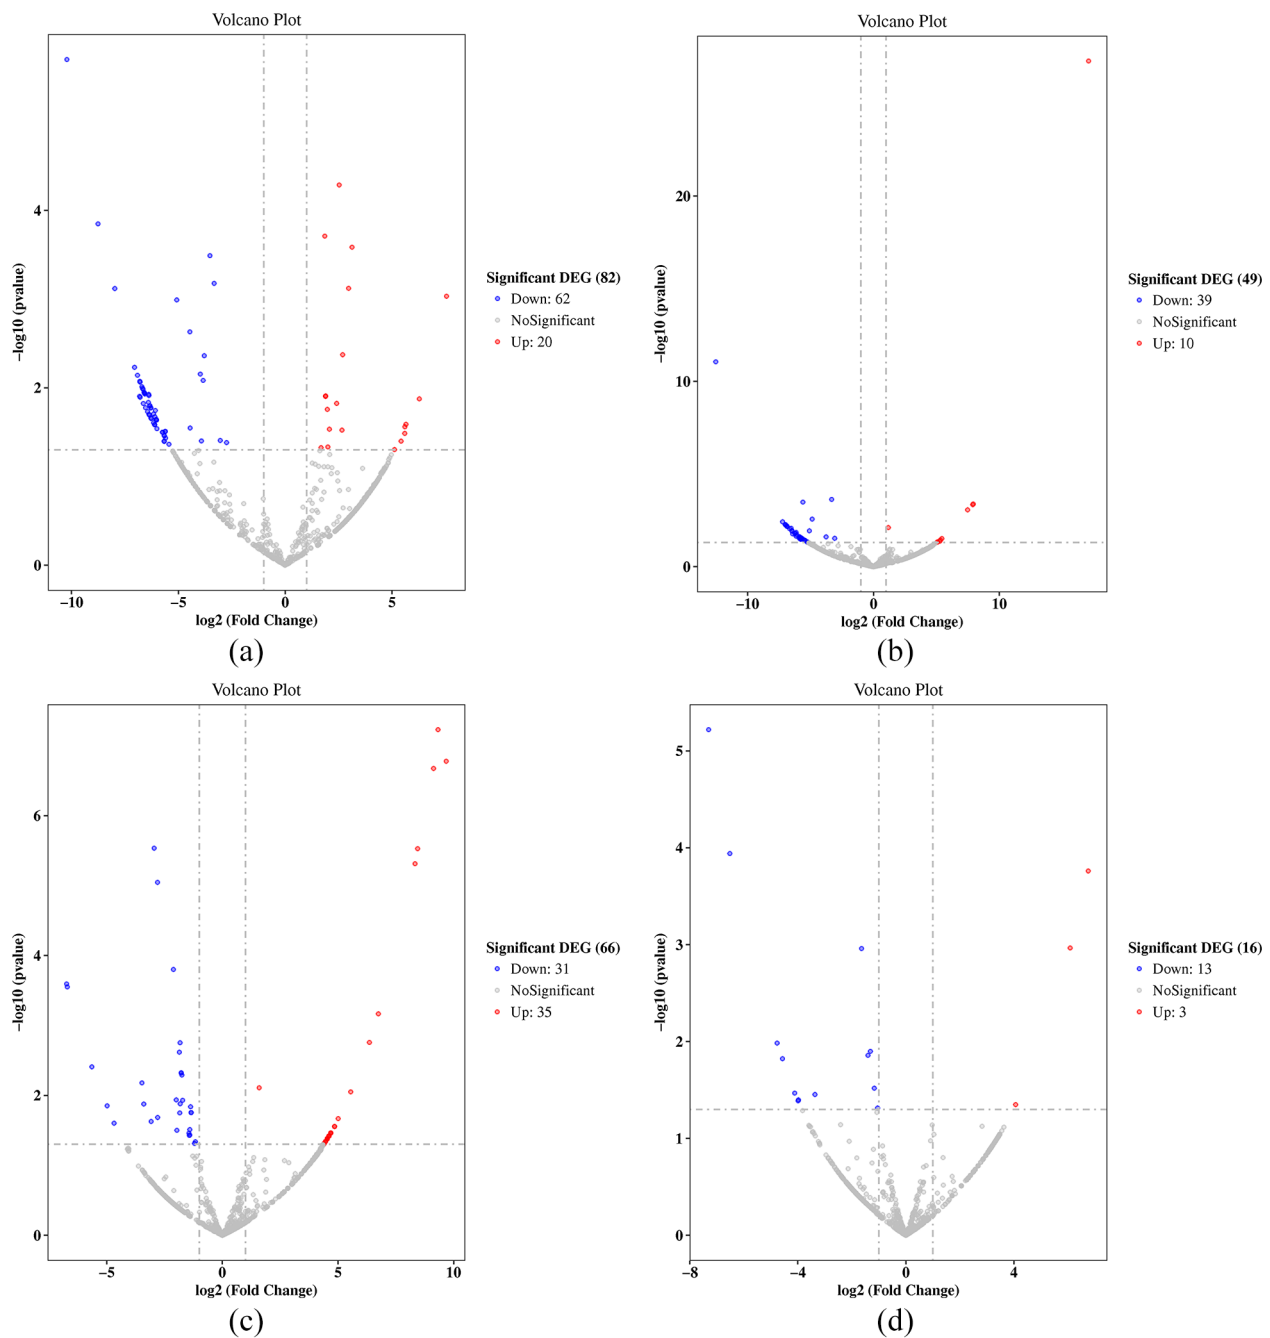 Volcano Plot
4
2
0
−10
−5
0
5
−log10 (pvalue)
log2 (Fold Change)
Significant DEG (82)
Down: 62
NoSignificant
Up: 20
(a)
Volcano Plot
20
10
0
−10
0
10
−log10 (pvalue)
log2 (Fold Change)
Significant DEG (49)
Down: 39
NoSignificant
Up: 10
(b)
Volcano Plot
6
4
2
0
−5
0
5
10
−log10 (pvalue)
log2 (Fold Change)
Significant DEG (66)
Down: 31
NoSignificant
Up: 35
(c)
Volcano Plot
5
4
3
2
1
0
−8
−4
0
4
−log10 (pvalue)
log2 (Fold Change)
Significant DEG (16)
Down: 13
NoSignificant
Up: 3
(d)